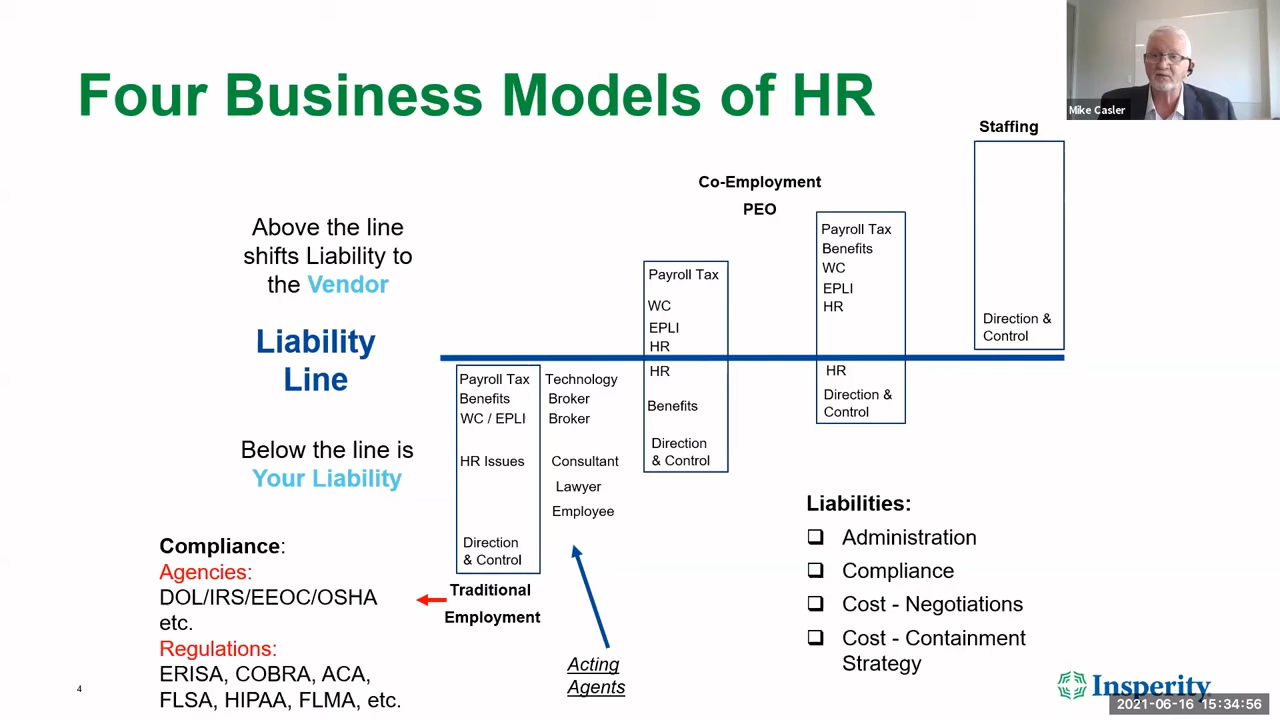 Four Business Models of HR
Mike Casler
Staffing
Co-Employment
PEO
Above the line
shifts Liability to
the Vendor
Liability
Line
Below the line is
Your Liability
Payroll Tax
Benefits
WC / EPLI
HR Issues
Direction
& Control
Technology
Broker
Broker
Consultant
Lawyer
Employee
Traditional
Employment
Acting
Agents
Payroll Tax
WC
EPLI
HR
HR
Benefits
Direction
& Control
Payroll Tax
Benefits
WC
EPLI
HR
HR
Direction &
Control
Direction &
Control
Compliance:
Agencies:
DOL/IRS/EEOC/OSHA
etc.
Regulations:
ERISA, COBRA, ACA,
FLSA, HIPAA, FLMA, etc.
Liabilities:
Administration
Compliance
Cost - Negotiations
Cost - Containment
Strategy
4
Insperity
2021-06-16 15:34:56